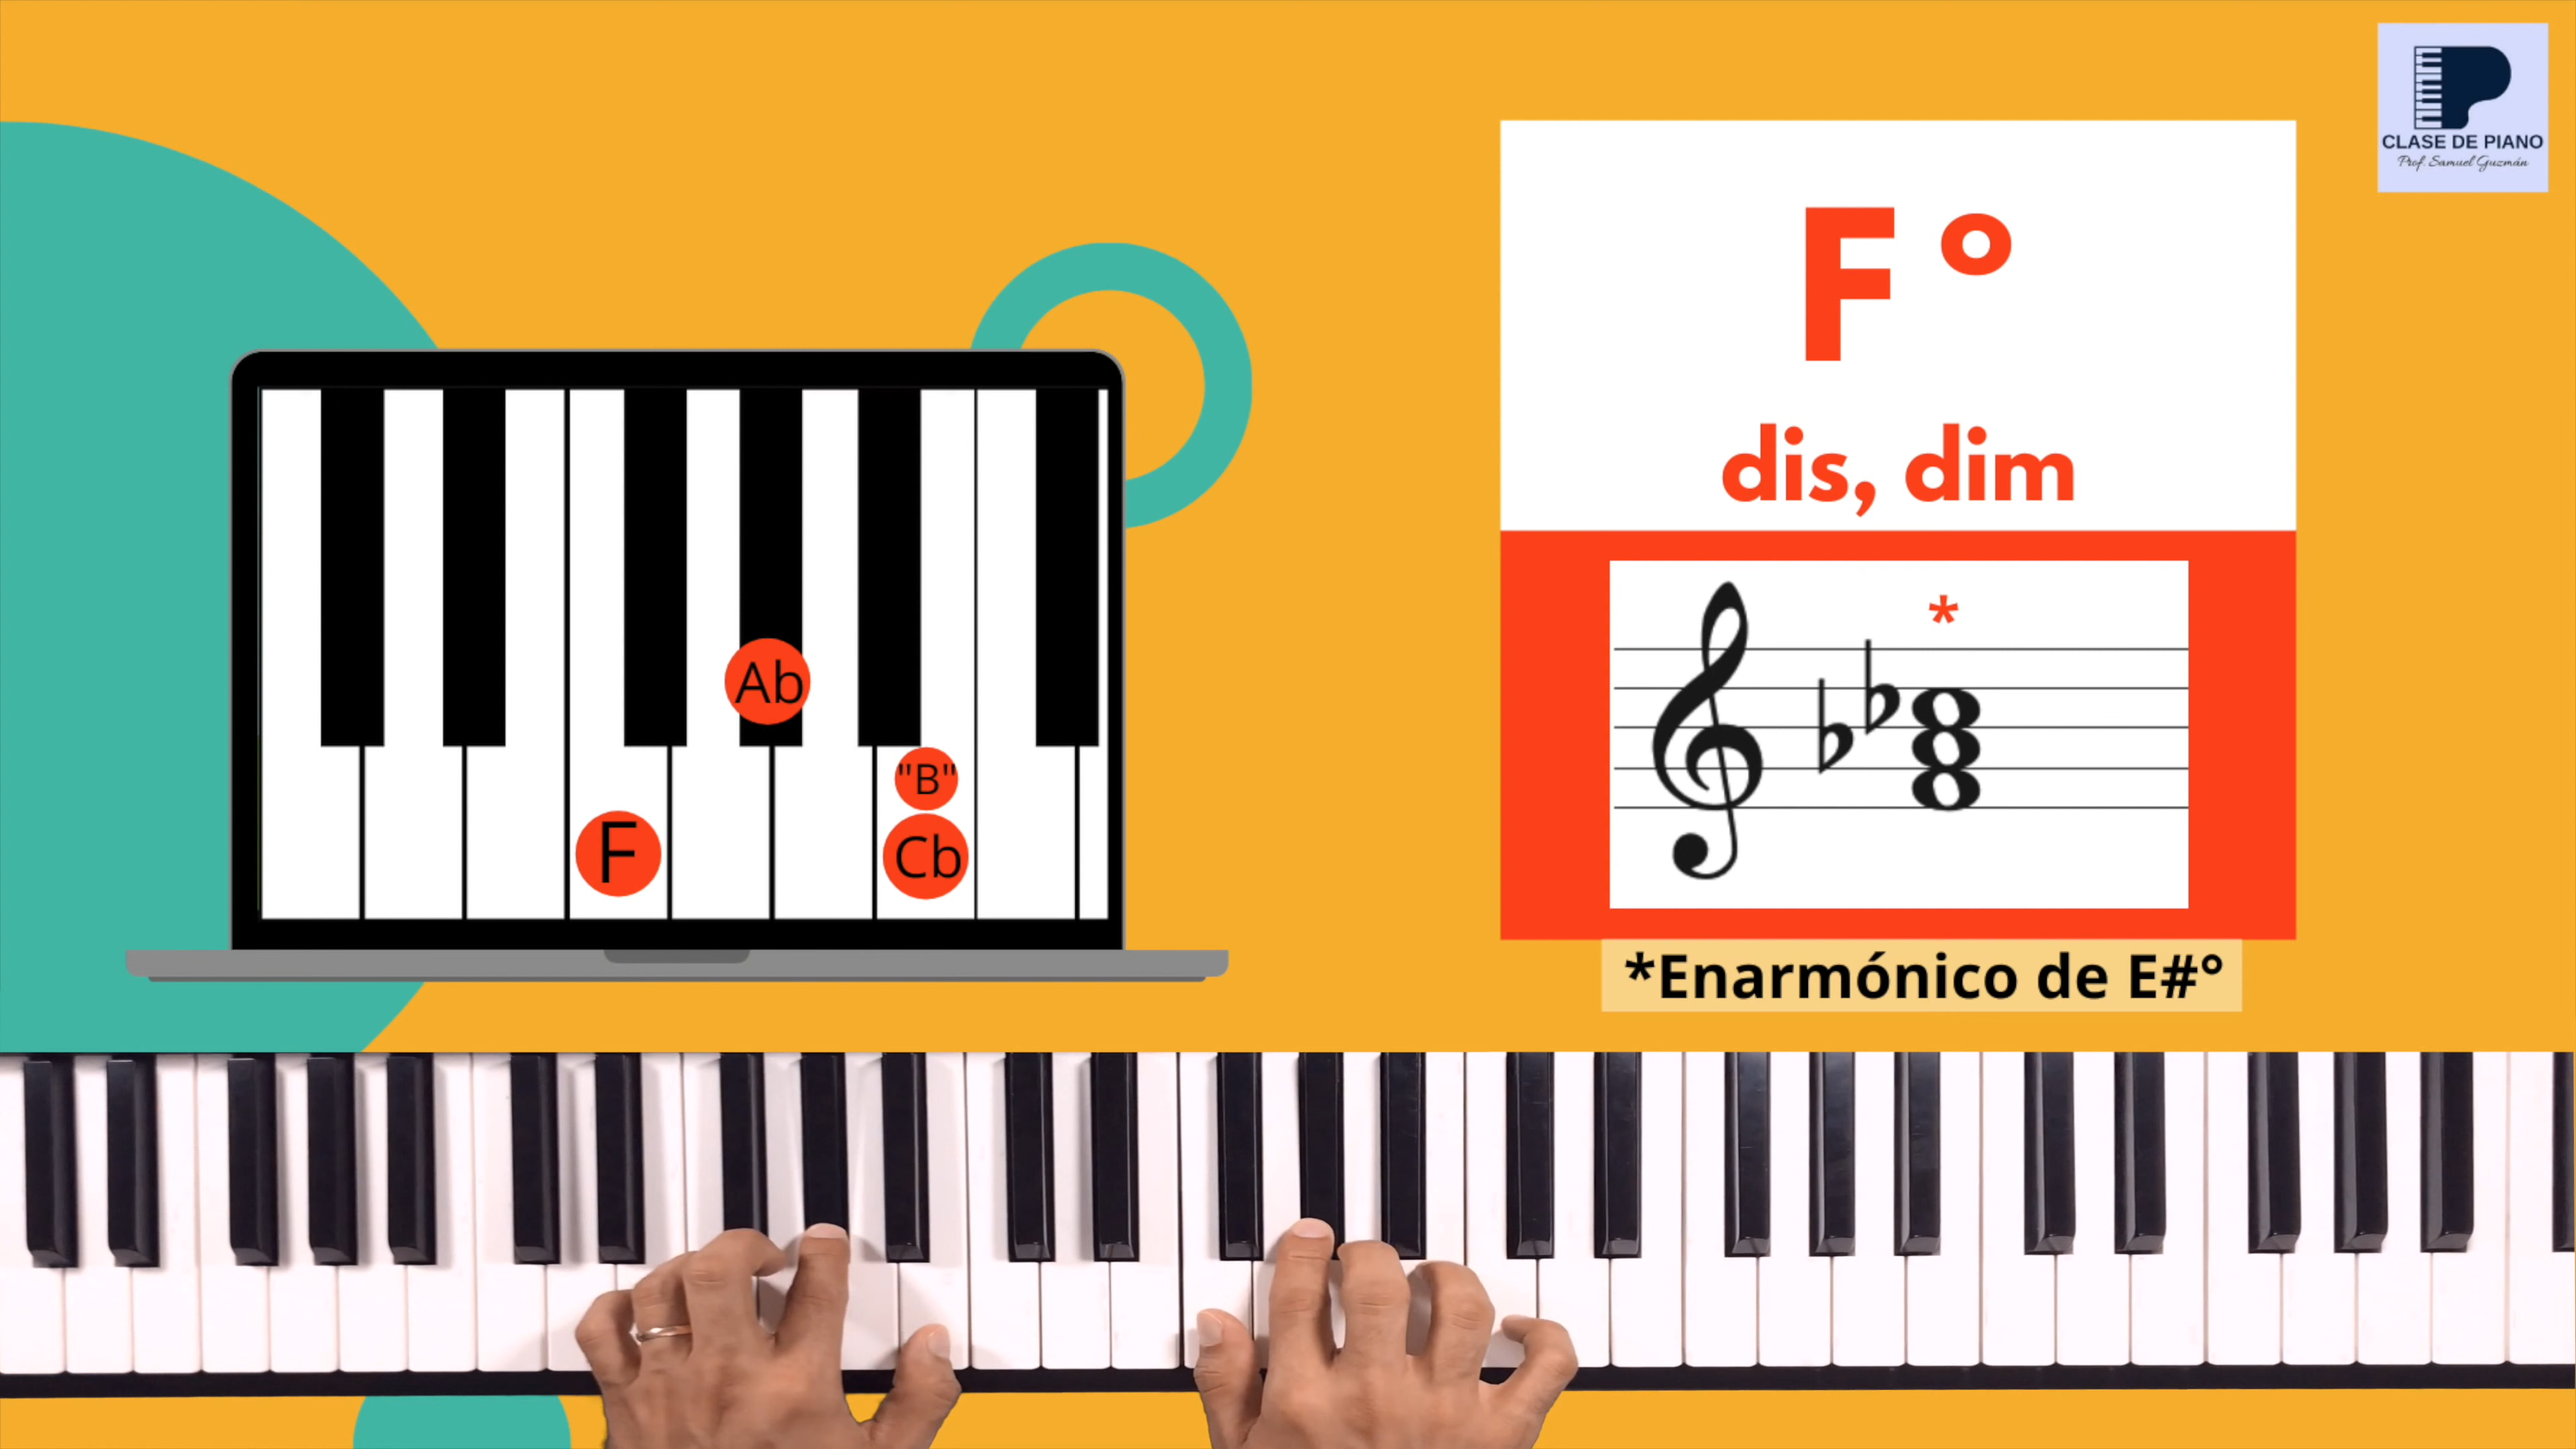 CLASE DE PIANO
Prof. Samuel Guzmán
F °
dis, dim
*
Ab
"B"
F
Cb
*Enarmónico de E#°